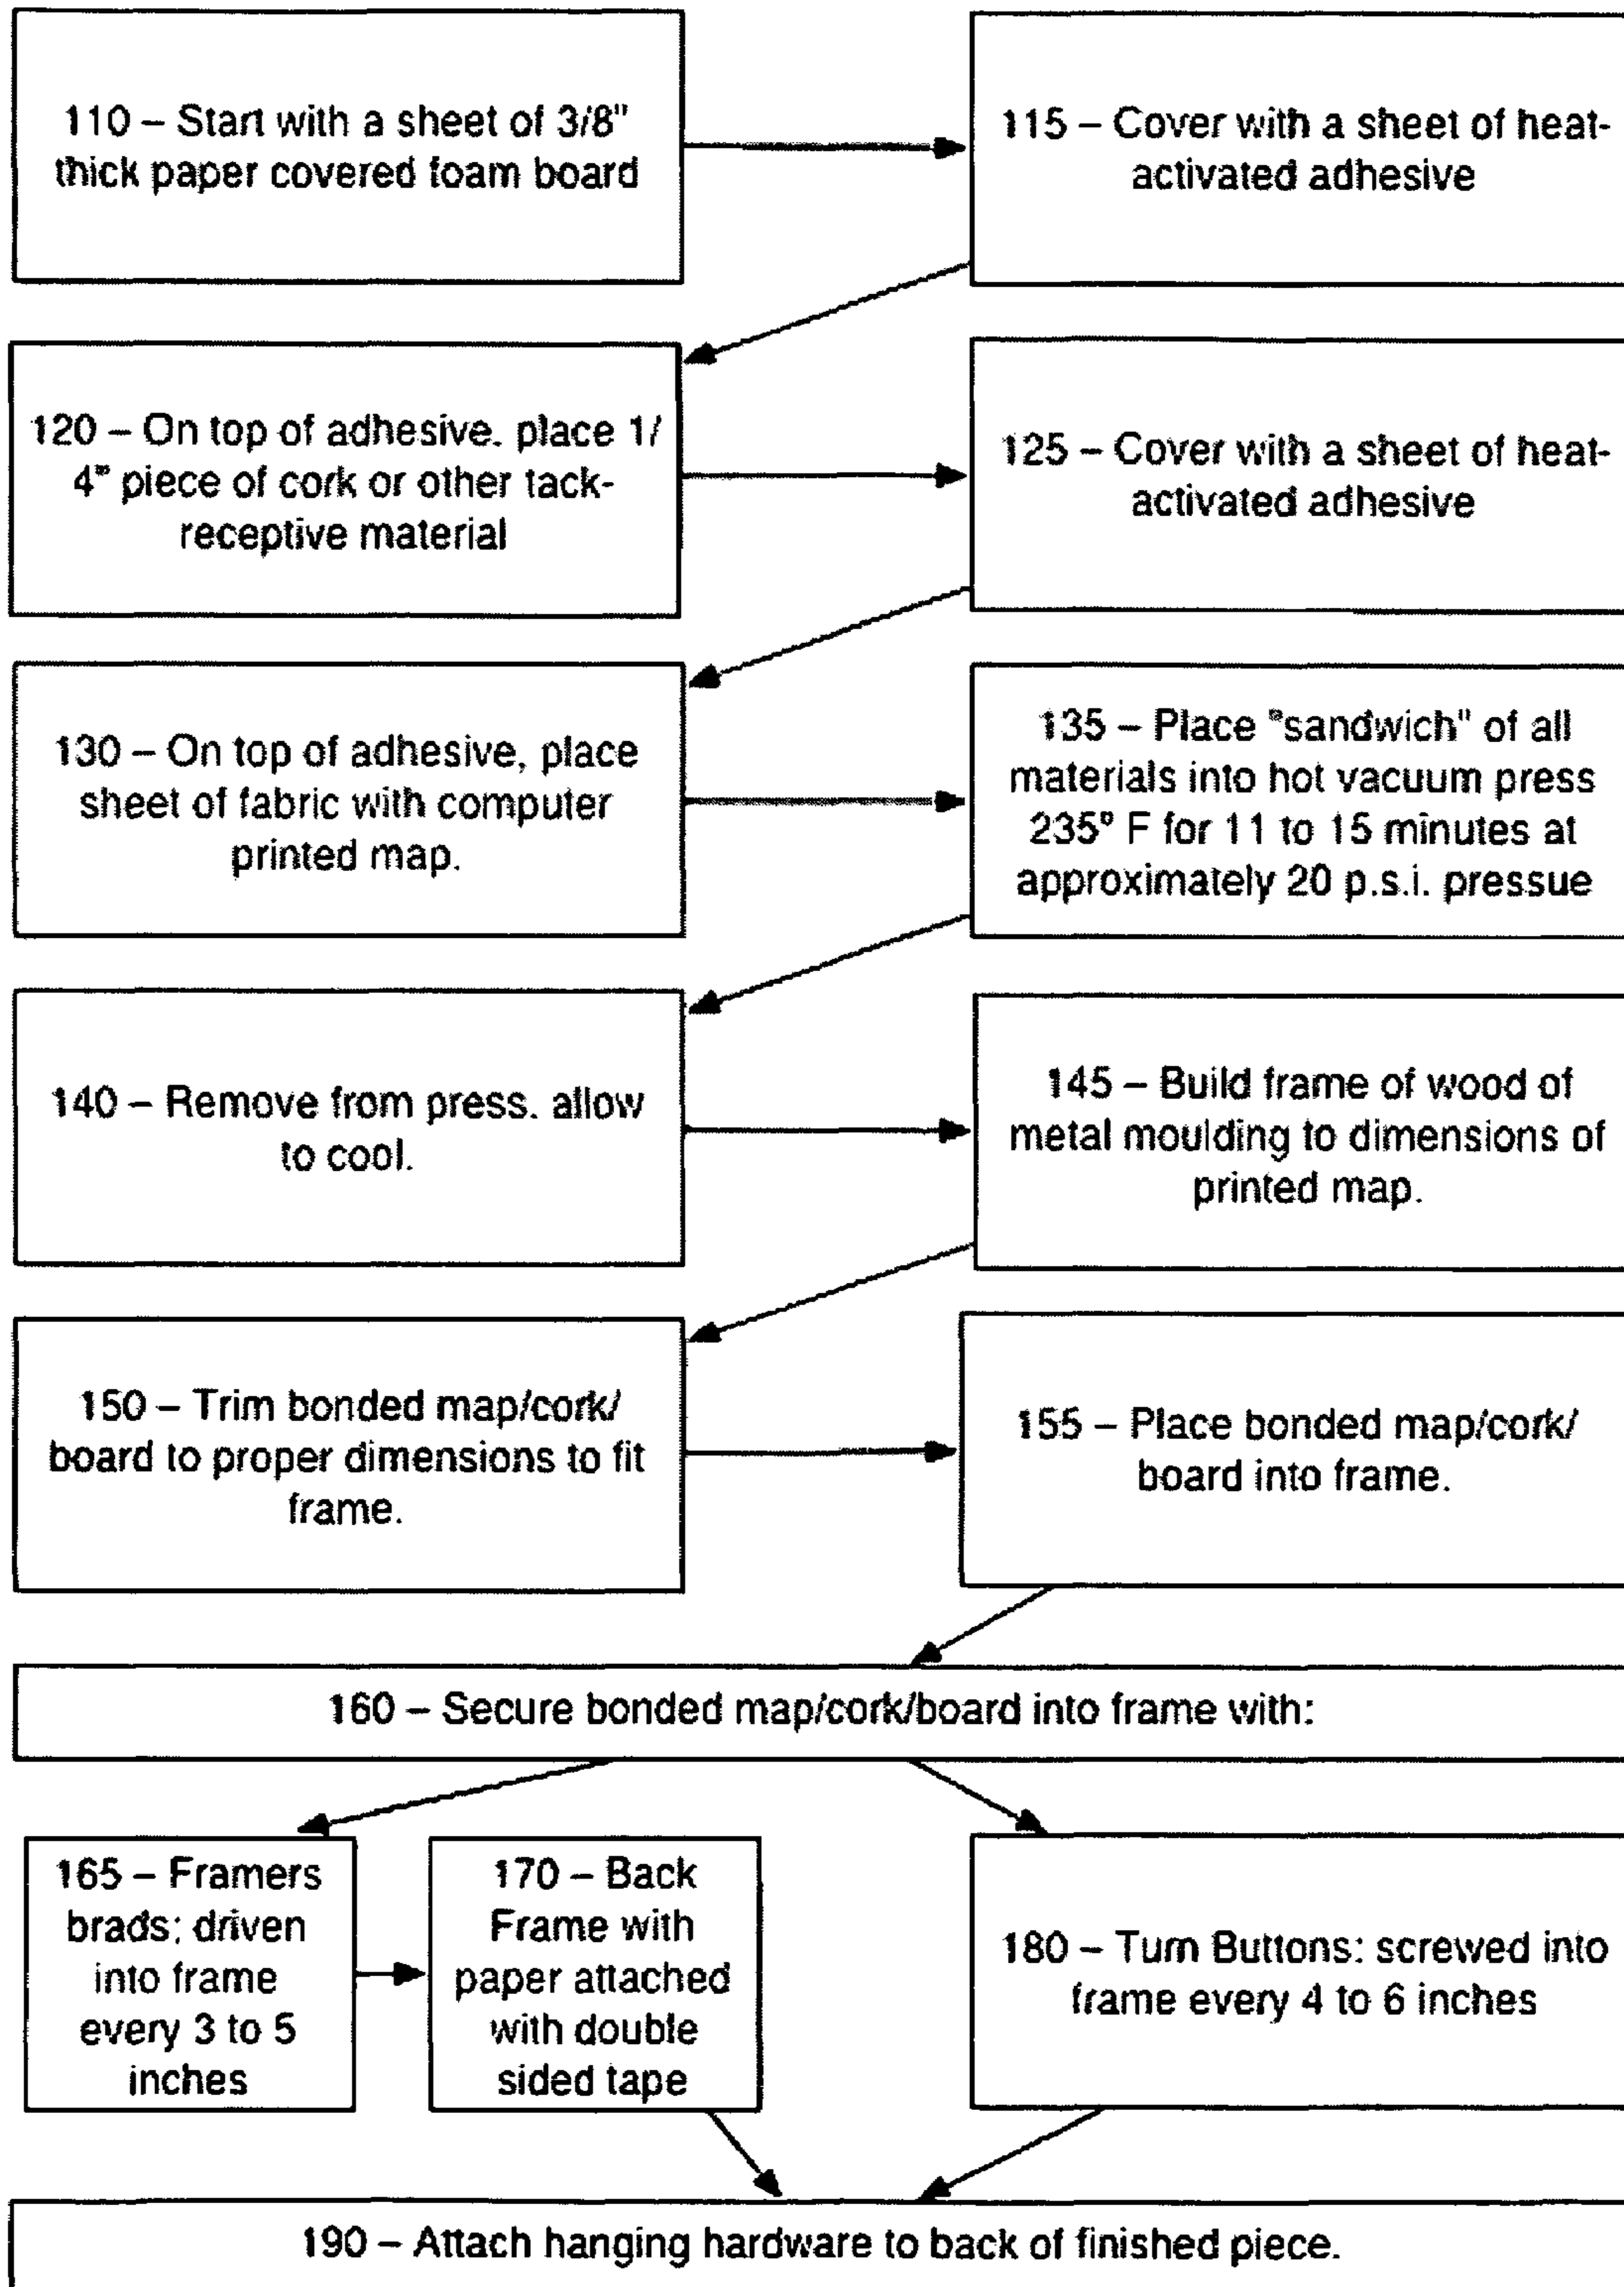 110 – Start with a sheet of 3/8"
thick paper covered foam board
115 – Cover with a sheet of heat-
activated adhesive
120 – On top of adhesive. place 1/
4" piece of cork or other tack-
receptive material
125 – Cover with a sheet of heat-
activated adhesive
130 – On top of adhesive, place
sheet of fabric with computer
printed map.
135 – Place "sandwich" of all
materials into hot vacuum press
235° F for 11 to 15 minutes at
approximately 20 p.s.i. pressue
140 – Remove from press. allow
to cool.
145 – Build frame of wood of
metal moulding to dimensions of
printed map.
150 – Trim bonded map/cork/
board to proper dimensions to fit
frame.
155 – Place bonded map/cork/
board into frame.
160 – Secure bonded map/cork/board into frame with:
165 – Framers
brads; driven
into frame
every 3 to 5
inches
170 – Back
Frame with
paper attached
with double
sided tape
180 – Turn Buttons: screwed into
frame every 4 to 6 inches
190 – Attach hanging hardware to back of finished piece.